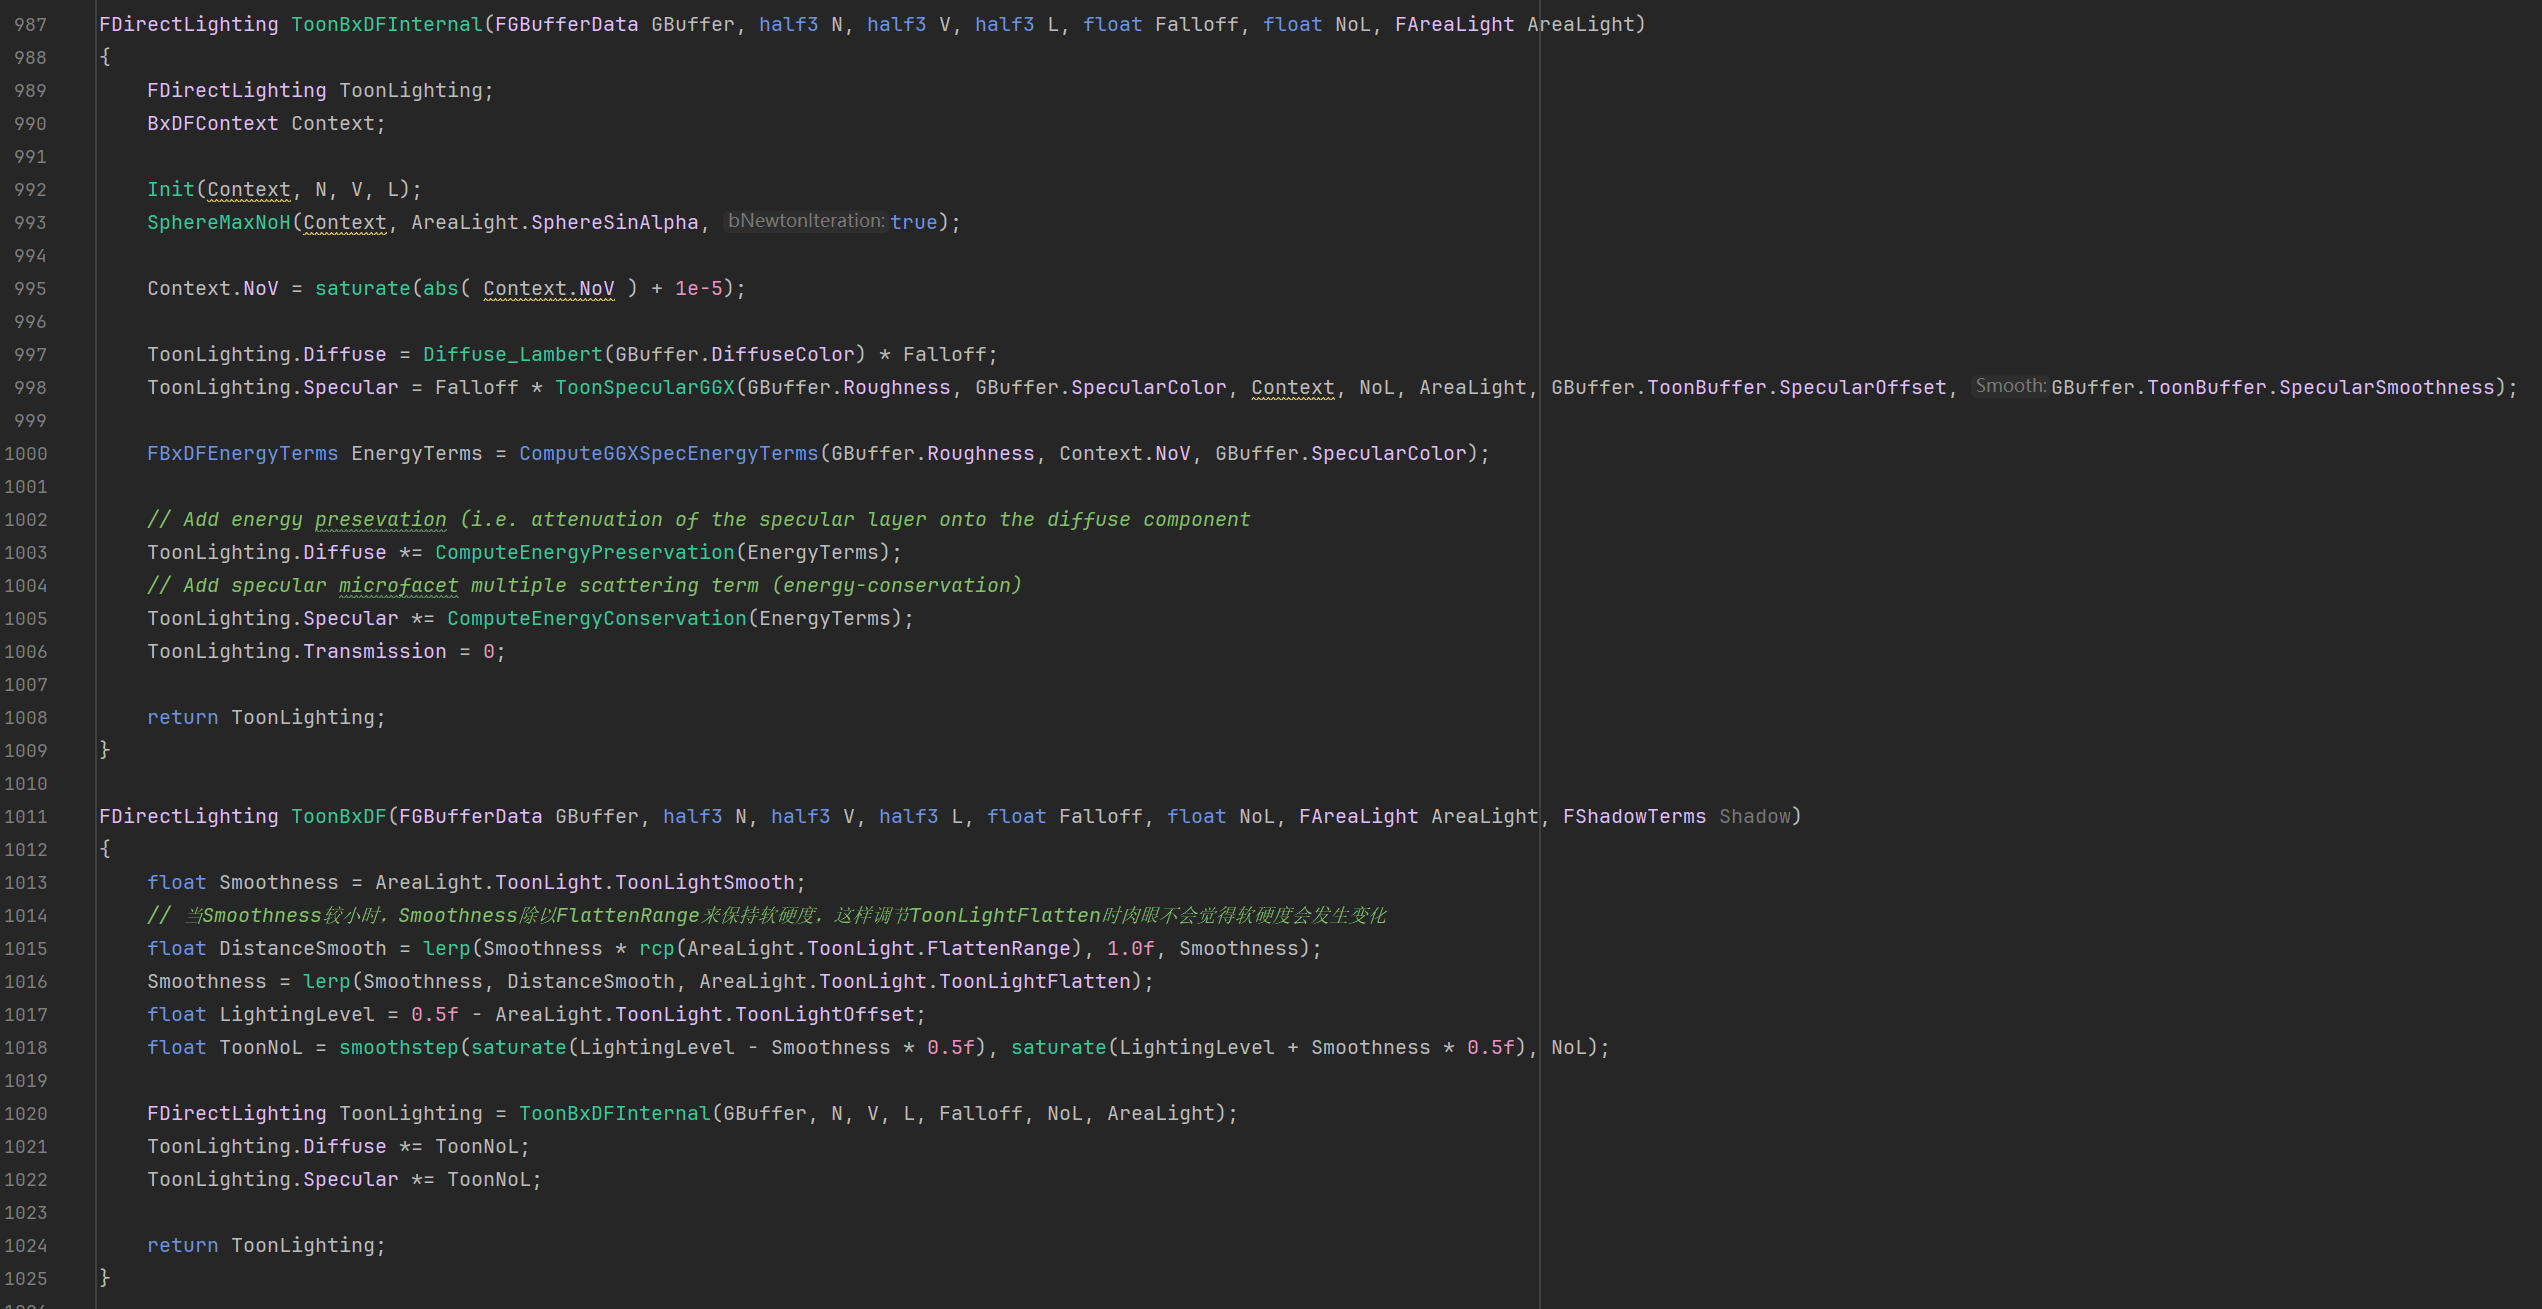 987 FDirectLighting ToonBxDFInternal(FGBufferData GBuffer, half3 N, half3 V, half3 L, float Falloff, float NoL, FAreaLight AreaLight)
988 {
989 FDirectLighting ToonLighting;
990 BxDFContext Context;
991
992 Init(Context, N, V, L);
993 SphereMaxNoH(Context, AreaLight.SphereSinAlpha, bNewtonIteration: true);
994
995 Context.NoV = saturate(abs( Context.NoV ) + 1e-5);
996
997 ToonLighting.Diffuse = Diffuse_Lambert(GBuffer.DiffuseColor) * Falloff;
998 ToonLighting.Specular = Falloff * ToonSpecularGGX(GBuffer.Roughness, GBuffer.SpecularColor, Context, NoL, AreaLight, GBuffer.ToonBuffer.SpecularOffset, Smooth: GBuffer.ToonBuffer.SpecularSmoothness);
999
1000 FBxDFEnergyTerms EnergyTerms = ComputeGGXSpecEnergyTerms(GBuffer.Roughness, Context.NoV, GBuffer.SpecularColor);
1001
1002 // Add energy presevation (i.e. attenuation of the specular layer onto the diffuse component
1003 ToonLighting.Diffuse *= ComputeEnergyPreservation(EnergyTerms);
1004 // Add specular microfacet multiple scattering term (energy-conservation)
1005 ToonLighting.Specular *= ComputeEnergyConservation(EnergyTerms);
1006 ToonLighting.Transmission = 0;
1007
1008 return ToonLighting;
1009 }
1010
1011 FDirectLighting ToonBxDF(FGBufferData GBuffer, half3 N, half3 V, half3 L, float Falloff, float NoL, FAreaLight AreaLight, FShadowTerms Shadow)
1012 {
1013 float Smoothness = AreaLight.ToonLight.ToonLightSmooth;
1014 // 当Smoothness较小时，Smoothness除以FlattenRange来保持软硬度，这样调节ToonLightFlatten时肉眼不会觉得软硬度会发生变化
1015 float DistanceSmooth = lerp(Smoothness * rcp(AreaLight.ToonLight.FlattenRange), 1.0f, Smoothness);
1016 Smoothness = lerp(Smoothness, DistanceSmooth, AreaLight.ToonLight.ToonLightFlatten);
1017 float LightingLevel = 0.5f - AreaLight.ToonLight.ToonLightOffset;
1018 float ToonNoL = smoothstep(saturate(LightingLevel - Smoothness * 0.5f), saturate(LightingLevel + Smoothness * 0.5f), NoL);
1019
1020 FDirectLighting ToonLighting = ToonBxDFInternal(GBuffer, N, V, L, Falloff, NoL, AreaLight);
1021 ToonLighting.Diffuse *= ToonNoL;
1022 ToonLighting.Specular *= ToonNoL;
1023
1024 return ToonLighting;
1025 }